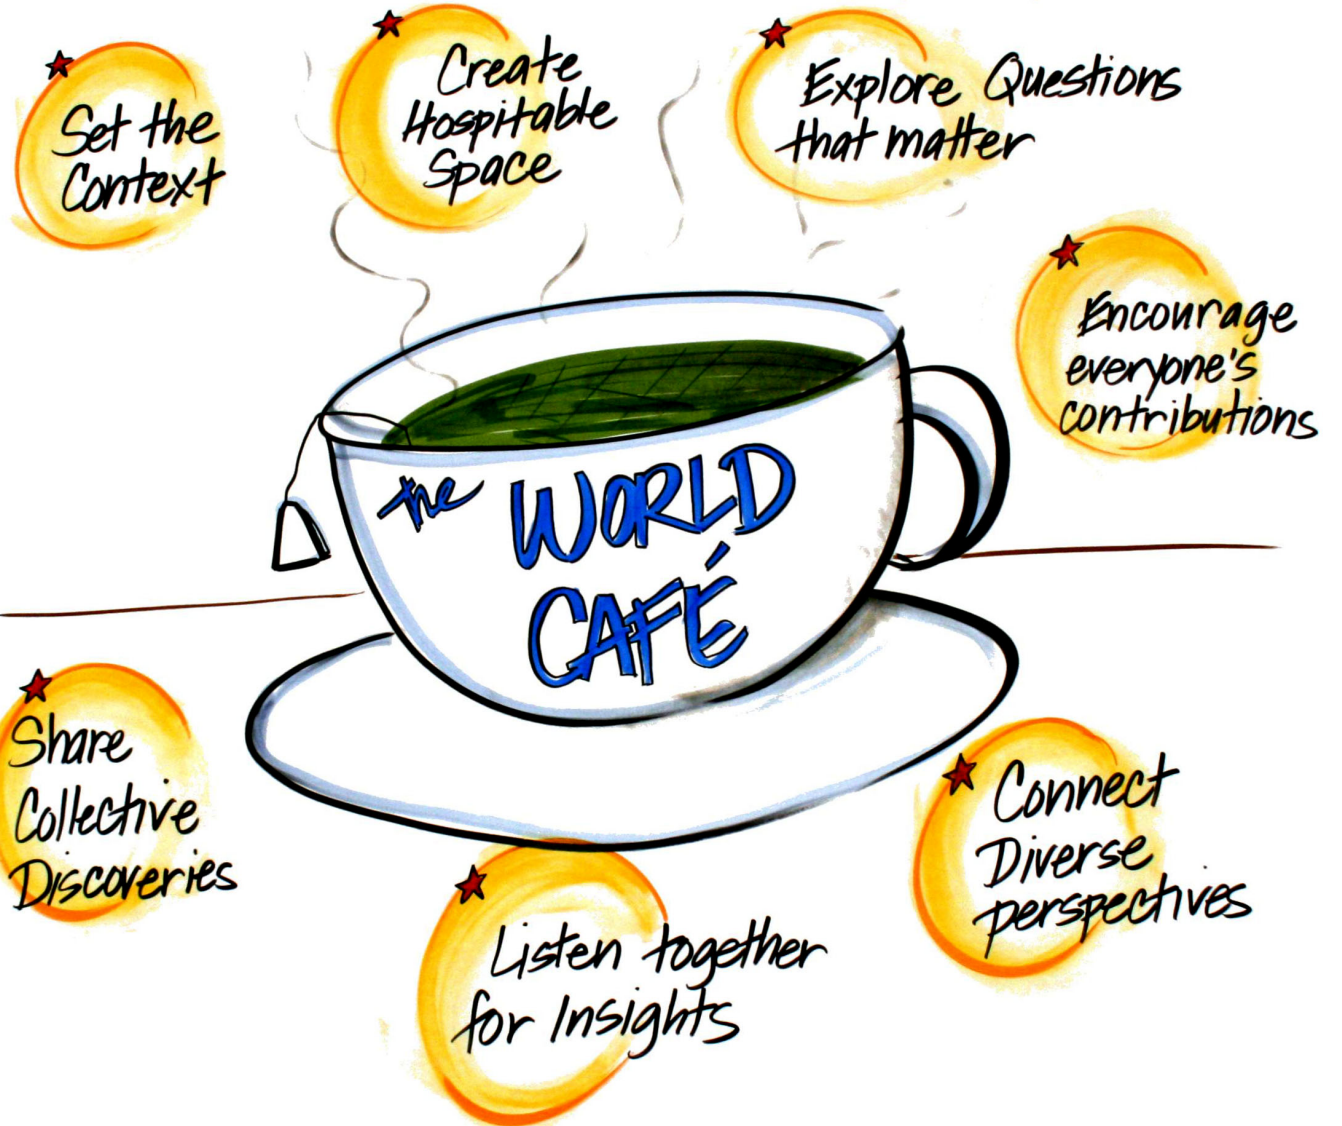 Set the
Context
Create
Hospitable
Space
Explore Questions
that matter
Encourage
everyone's
contributions
the WORLD
CAFÉ
Share
Collective
Discoveries
Connect
Diverse
perspectives
Listen together
for Insights